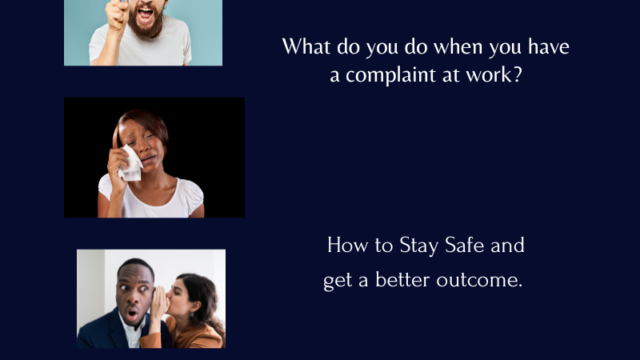 What do you do when you have
a complaint at work?
How to Stay Safe and
get a better outcome.